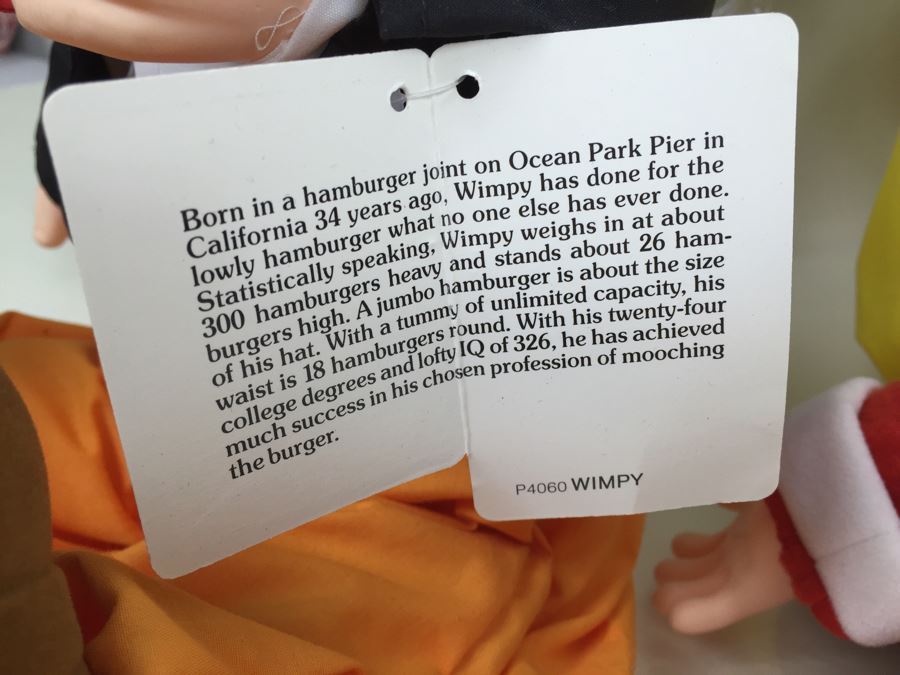 Born in a hamburger joint on Ocean Park Pier in
California 34 years ago, Wimpy has done for the
lowly hamburger what no one else has ever done.
Statistically speaking, Wimpy weighs in at about
300 hamburgers heavy and stands about 26 ham-
burgers high. A jumbo hamburger is about the size
of his hat. With a tummy of unlimited capacity, his
waist is 18 hamburgers round. With his twenty-four
college degrees and lofty IQ of 326, he has achieved
much success in his chosen profession of mooching
the burger.
P4060 WIMPY